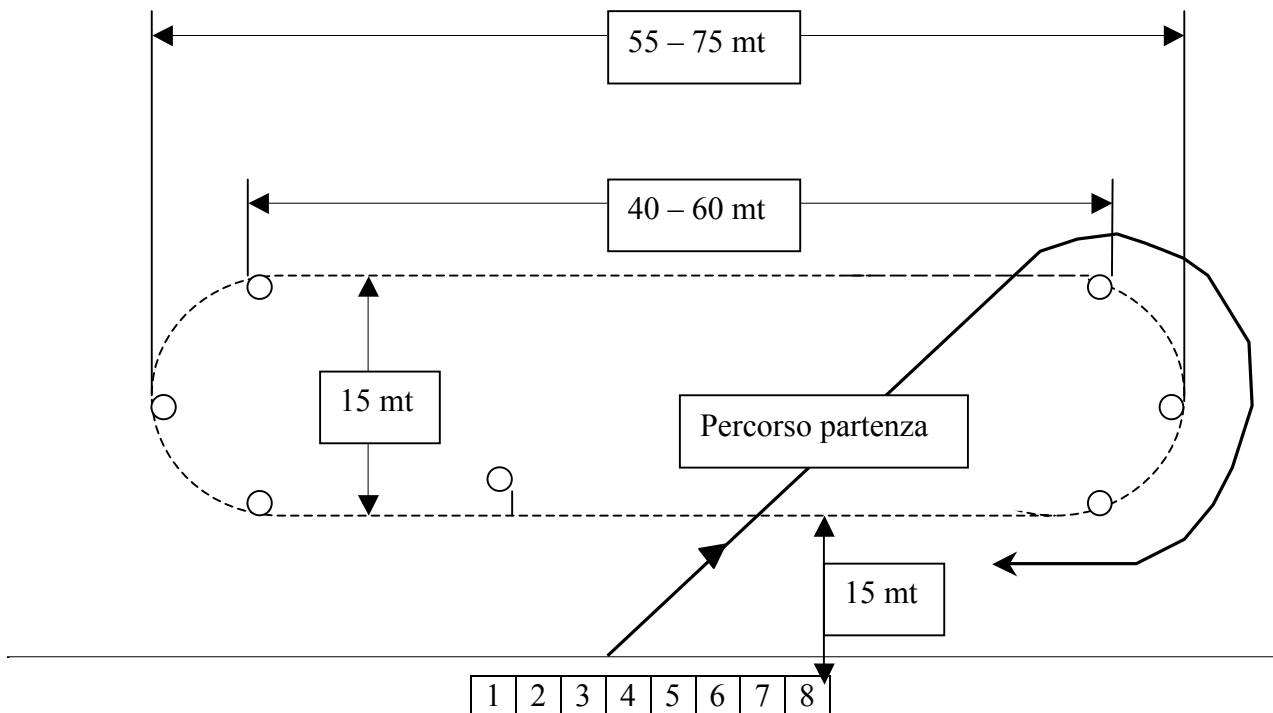 55 – 75 mt
40 – 60 mt
15 mt
Percorso partenza
15 mt
1 2 3 4 5 6 7 8